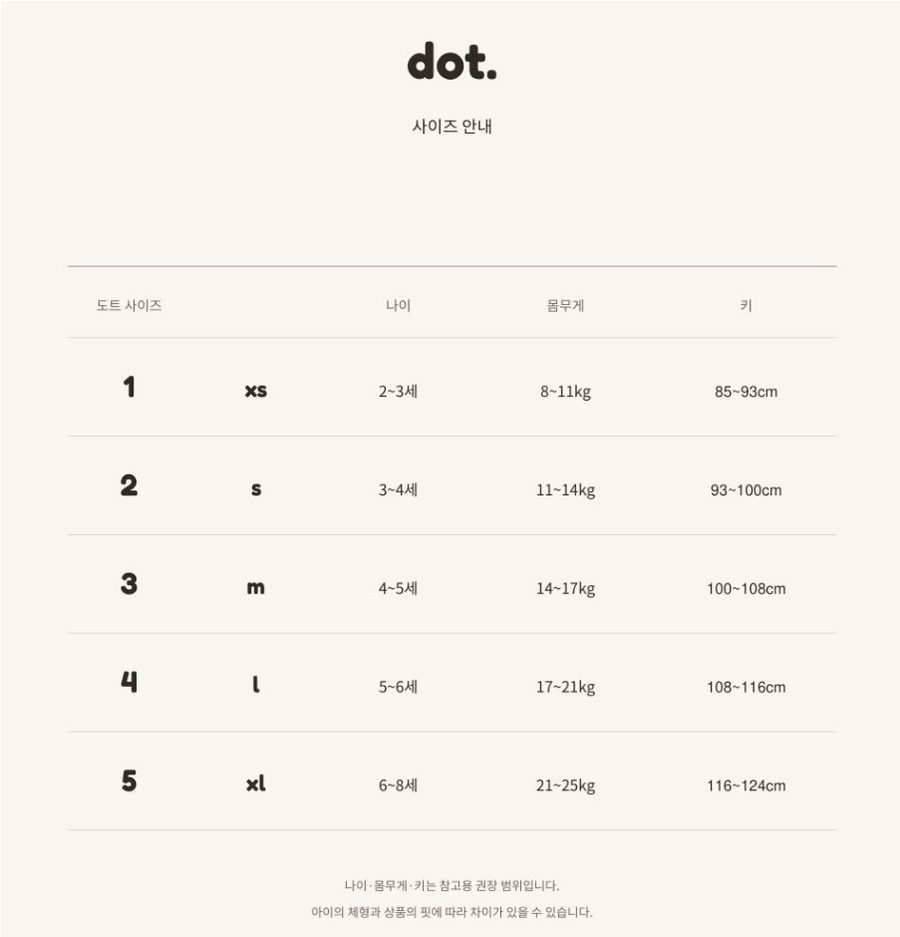 dot.
사이즈 안내
도트 사이즈 나이 몸무게 키
1 xs 2~3세 8~11kg 85~93cm
2 s 3~4세 11~14kg 93~100cm
3 m 4~5세 14~17kg 100~108cm
4 l 5~6세 17~21kg 108~116cm
5 xl 6~8세 21~25kg 116~124cm
나이·몸무게·키는 참고용 권장 범위입니다.
아이의 체형과 상품의 핏에 따라 차이가 있을 수 있습니다.